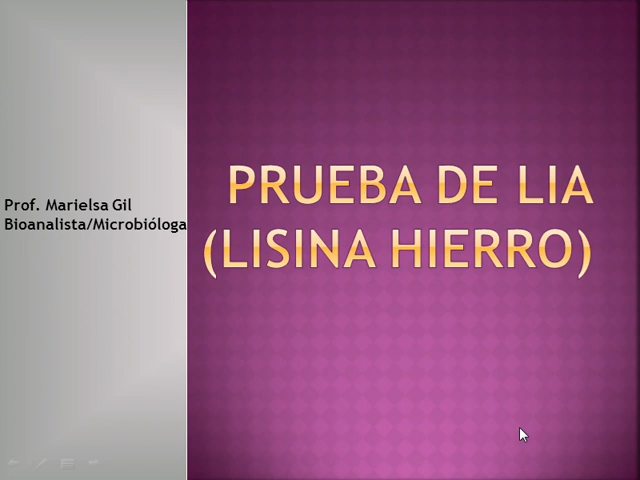 Prof. Marielsa Gil
Bioanalista/Microbióloga
PRUEBA DE LIA
(LISINA HIERRO)